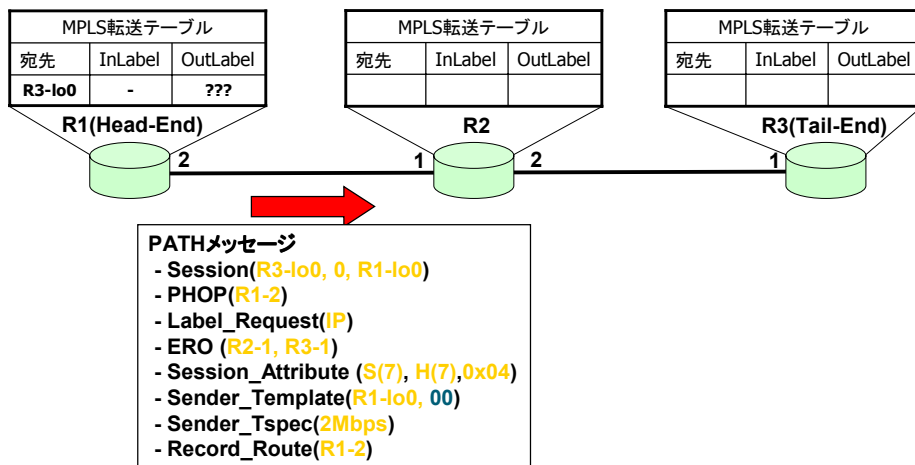 MPLS転送テーブル
宛先 InLabel OutLabel
R3-lo0 - ???
MPLS転送テーブル
宛先 InLabel OutLabel
MPLS転送テーブル
宛先 InLabel OutLabel
R1(Head-End)
R2
R3(Tail-End)
2
1
2
1
PATHメッセージ
- Session(R3-lo0, 0, R1-lo0)
- PHOP(R1-2)
- Label_Request(IP)
- ERO (R2-1, R3-1)
- Session_Attribute (S(7), H(7),0x04)
- Sender_Template(R1-lo0, 00)
- Sender_Tspec(2Mbps)
- Record_Route(R1-2)